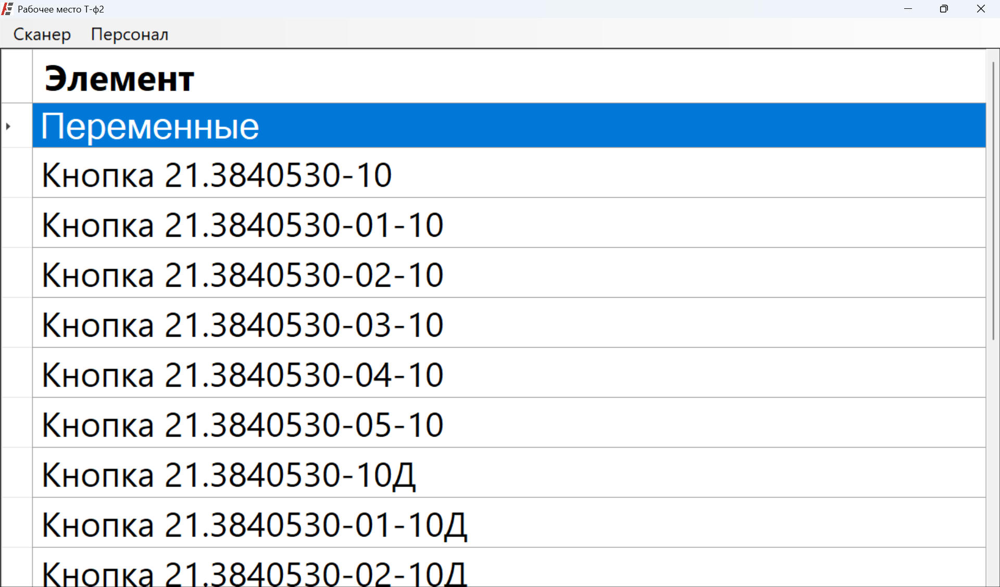 Рабочее место Т-ф2
Сканер Персонал
Элемент
Переменные
Кнопка 21.3840530-10
Кнопка 21.3840530-01-10
Кнопка 21.3840530-02-10
Кнопка 21.3840530-03-10
Кнопка 21.3840530-04-10
Кнопка 21.3840530-05-10
Кнопка 21.3840530-10Д
Кнопка 21.3840530-01-10Д
Кнопка 21.3840530-02-10Д